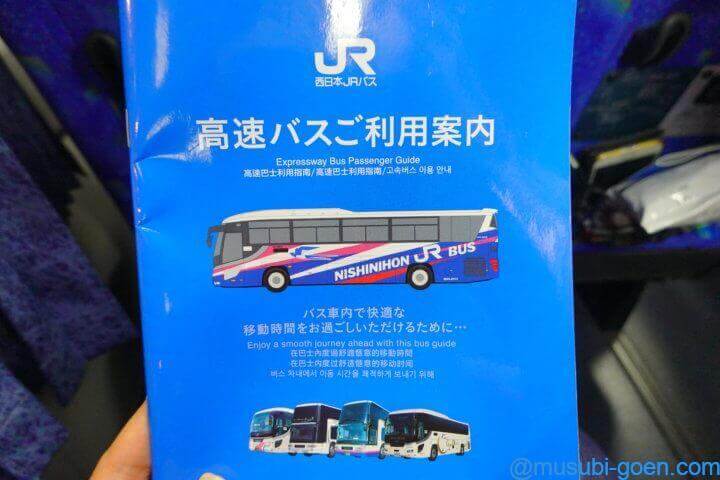 JR
西日本JRバス
高速バスご利用案内
Expressway Bus Passenger Guide
高速巴士利用指南/高速巴士利用指南/고속버스 이용 안내
NISHINIHON JR BUS
バス車内で快適な
移動時間をお過ごしいただけるために…
Enjoy a smooth journey ahead with this bus guide
在巴士內度過舒適愜意的移動時間
在巴士内度过舒适惬意的移动时间
버스 차내에서 이동 시간을 쾌적하게 보내기 위해
@musubi-goen.com